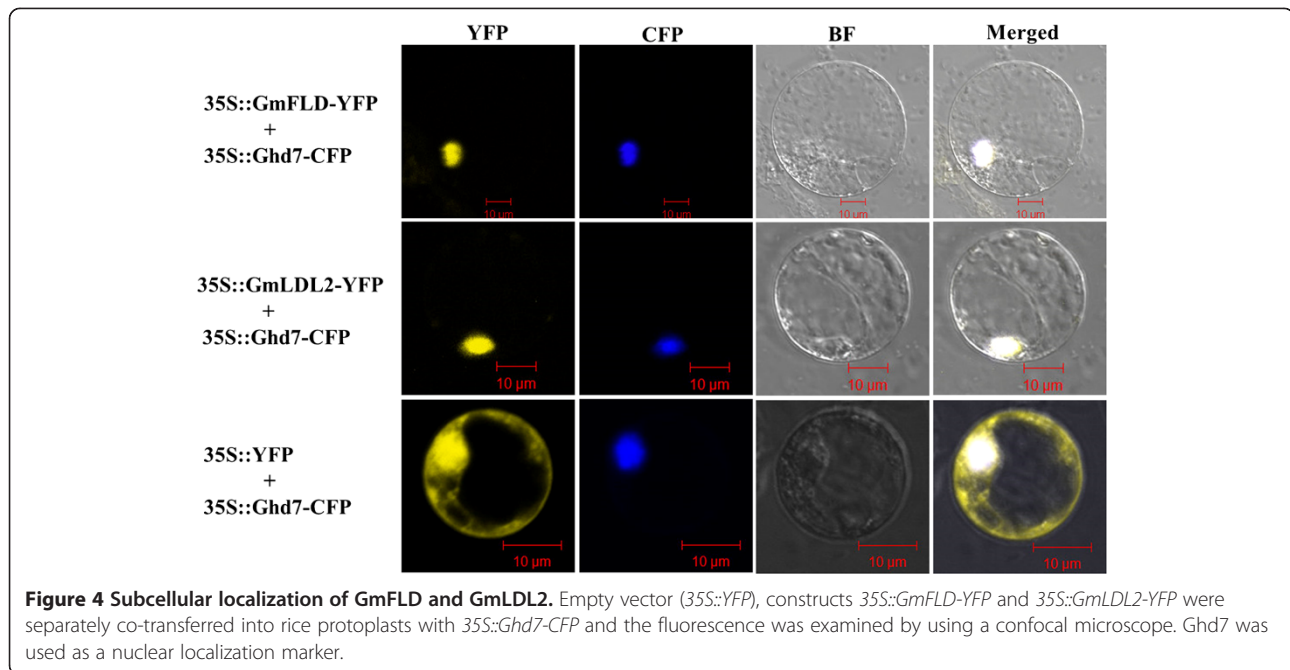 YFP CFP BF Merged
35S::GmFLD-YFP
+
35S::Ghd7-CFP
10 µm 10 µm 10 µm 10 µm
35S::GmLDL2-YFP
+
35S::Ghd7-CFP
10 µm 10 µm 10 µm 10 µm
35S::YFP
+
35S::Ghd7-CFP
10 µm 10 µm 10 µm 10 µm
Figure 4 Subcellular localization of GmFLD and GmLDL2. Empty vector (35S::YFP), constructs 35S::GmFLD-YFP and 35S::GmLDL2-YFP were
separately co-transferred into rice protoplasts with 35S::Ghd7-CFP and the fluorescence was examined by using a confocal microscope. Ghd7 was
used as a nuclear localization marker.